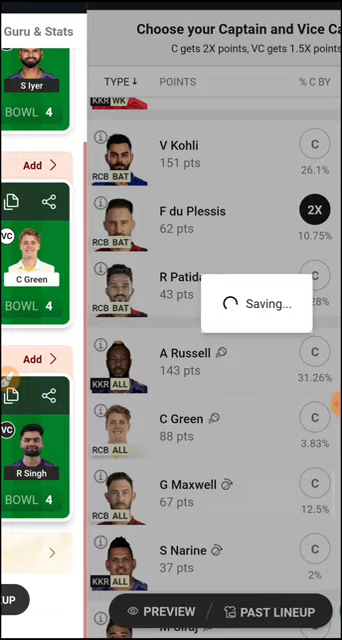 Guru & Stats
S Iyer
BOWL 4
Add
VC
C Green
BOWL 4
Add
VC
R Singh
BOWL 4
Choose your Captain and Vice Ca
C gets 2X points, VC gets 1.5X points
TYPE↓ POINTS % C BY
KKR WK
V Kohli
151 pts
RCB BAT
C
26.1%
F du Plessis
62 pts
RCB BAT
2X
10.75%
R Patida
43 pts
RCB BAT
C
28%
Saving...
A Russell
143 pts
KKR ALL
C
31.26%
C Green
88 pts
RCB ALL
C
3.83%
G Maxwell
67 pts
RCB ALL
C
12.5%
S Narine
37 pts
KKR ALL
C
2%
M Siraj
PREVIEW
PAST LINEUP